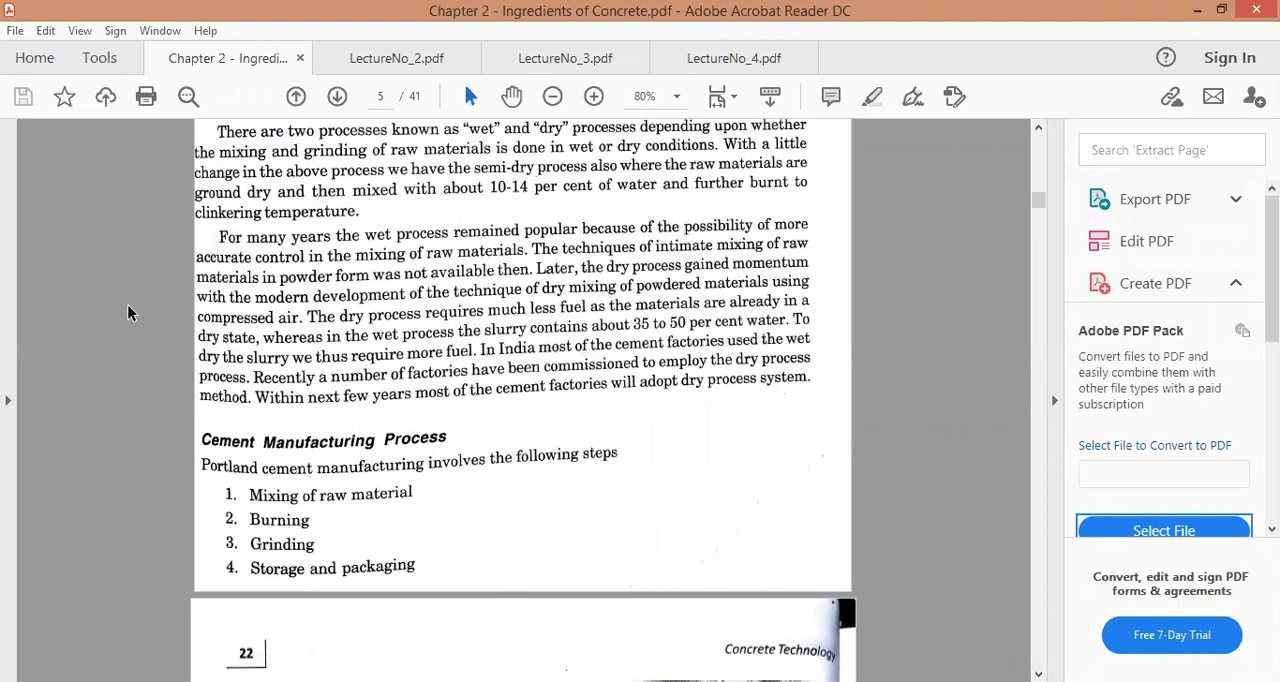 Chapter 2 - Ingredients of Concrete.pdf - Adobe Acrobat Reader DC
File Edit View Sign Window Help
Home Tools Chapter 2 - Ingredi... × LectureNo_2.pdf LectureNo_3.pdf LectureNo_4.pdf ? Sign In
5 / 41 80%
There are two processes known as “wet” and “dry” processes depending upon whether
the mixing and grinding of raw materials is done in wet or dry conditions. With a little
change in the above process we have the semi-dry process also where the raw materials are
ground dry and then mixed with about 10-14 per cent of water and further burnt to
clinkering temperature.
For many years the wet process remained popular because of the possibility of more
accurate control in the mixing of raw materials. The techniques of intimate mixing of raw
materials in powder form was not available then. Later, the dry process gained momentum
with the modern development of the technique of dry mixing of powdered materials using
compressed air. The dry process requires much less fuel as the materials are already in a
dry state, whereas in the wet process the slurry contains about 35 to 50 per cent water. To
dry the slurry we thus require more fuel. In India most of the cement factories used the wet
process. Recently a number of factories have been commissioned to employ the dry process
method. Within next few years most of the cement factories will adopt dry process system.
Cement Manufacturing Process
Portland cement manufacturing involves the following steps
1. Mixing of raw material
2. Burning
3. Grinding
4. Storage and packaging
22 Concrete Technology
Search 'Extract Page'
Export PDF
Edit PDF
Create PDF
Adobe PDF Pack
Convert files to PDF and
easily combine them with
other file types with a paid
subscription
Select File to Convert to PDF
Select File
Convert, edit and sign PDF
forms & agreements
Free 7-Day Trial